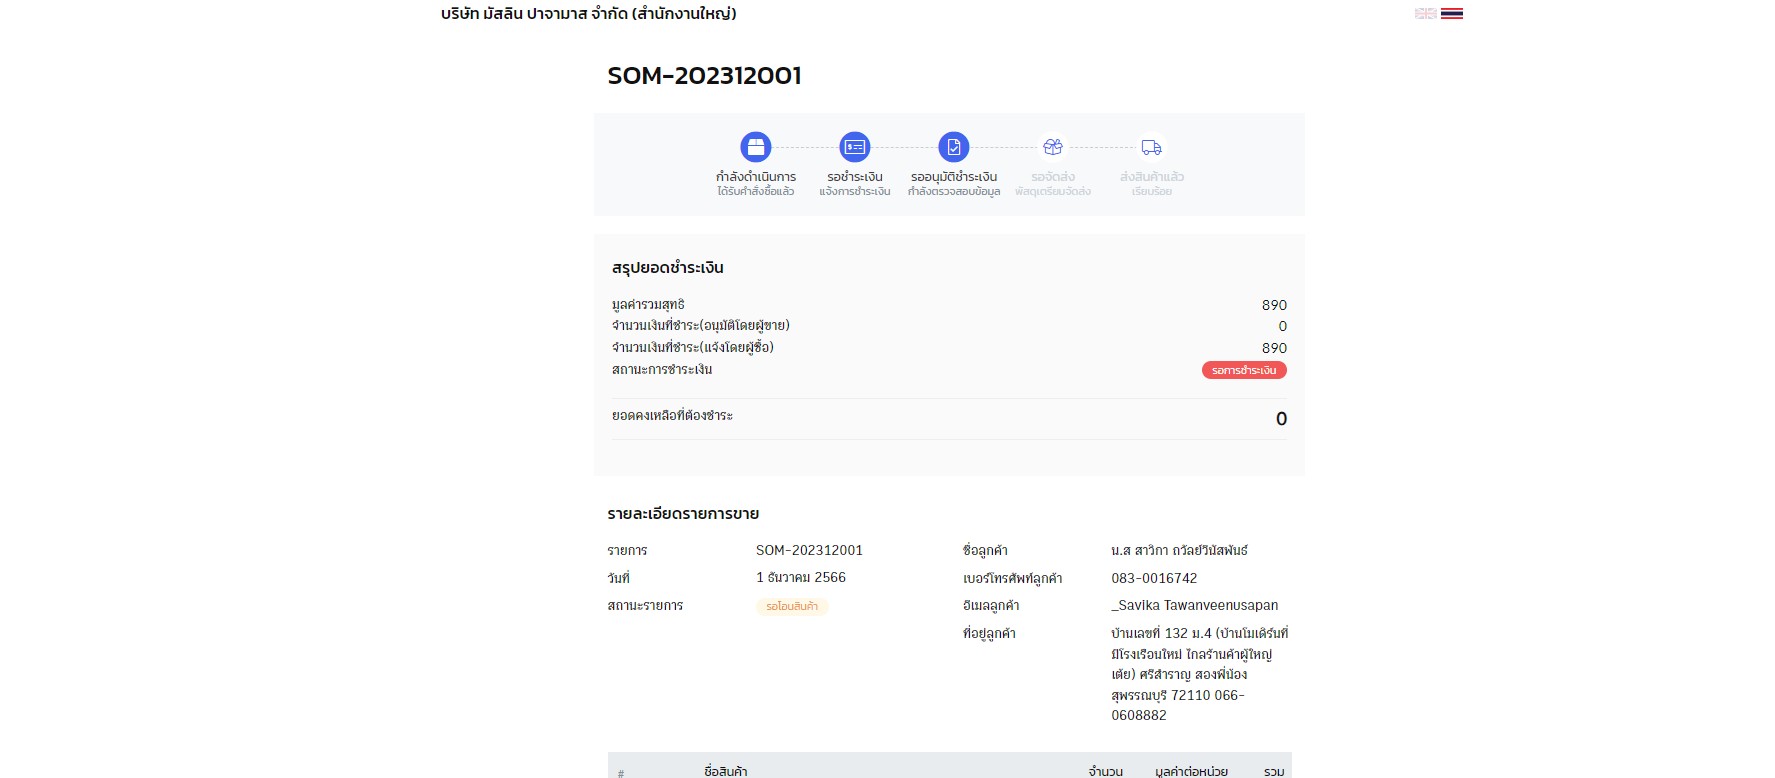 บริษัท มัสลิน ปาจามาส จำกัด (สำนักงานใหญ่)
SOM-202312001
กำลังดำเนินการ รอชำระเงิน รออนุมัติชำระเงิน รอจัดส่ง ส่งสินค้าแล้ว
ได้รับคำสั่งซื้อแล้ว แจ้งการชำระเงิน กำลังตรวจสอบข้อมูล พัสดุเตรียมจัดส่ง เรียบร้อย
สรุปยอดชำระเงิน
มูลค่ารวมสุทธิ 890
จำนวนเงินที่ชำระ(อนุมัติโดยผู้ขาย) 0
จำนวนเงินที่ชำระ(แจ้งโดยผู้ซื้อ) 890
สถานะการชำระเงิน รอการชำระเงิน
ยอดคงเหลือที่ต้องชำระ 0
รายละเอียดรายการขาย
รายการ SOM-202312001 ชื่อลูกค้า น.ส สาวิกา ถวัลย์วินัสพันธ์
วันที่ 1 ธันวาคม 2566 เบอร์โทรศัพท์ลูกค้า 083-0016742
สถานะรายการ รอโอนสินค้า อีเมลลูกค้า _Savika Tawanveenusapan
ที่อยู่ลูกค้า บ้านเลขที่ 132 ม.4 (บ้านโมเดิร์นที่
มีโรงเรือนใหม่ ใกลร้านค้าผู้ใหญ่
เต้ย) ศรีสำราญ สองพี่น้อง
สุพรรณบุรี 72110 066-
0608882
# ชื่อสินค้า จำนวน มูลค่าต่อหน่วย รวม